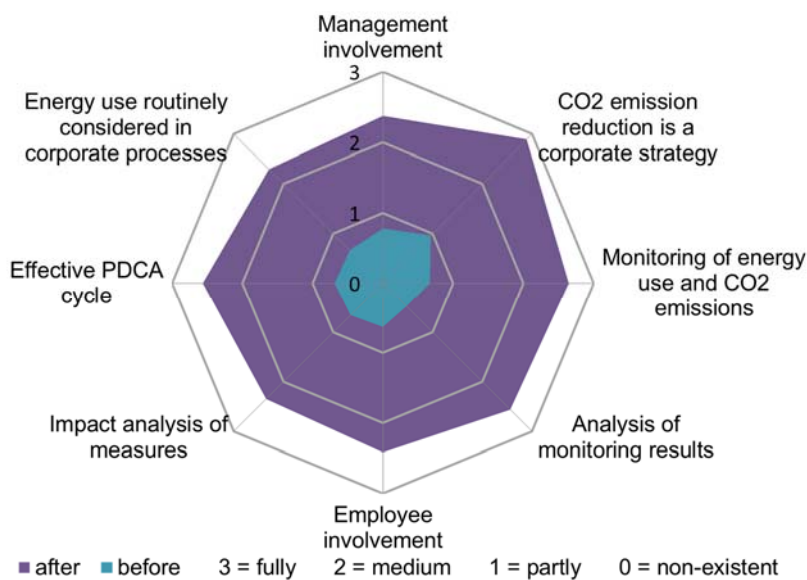 Management
involvement
3
Energy use routinely
considered in
corporate processes
CO2 emission
reduction is a
corporate strategy
2
1
Effective PDCA
cycle
0
Monitoring of energy
use and CO2
emissions
Impact analysis of
measures
Analysis of
monitoring results
Employee
involvement
after before 3 = fully 2 = medium 1 = partly 0 = non-existent